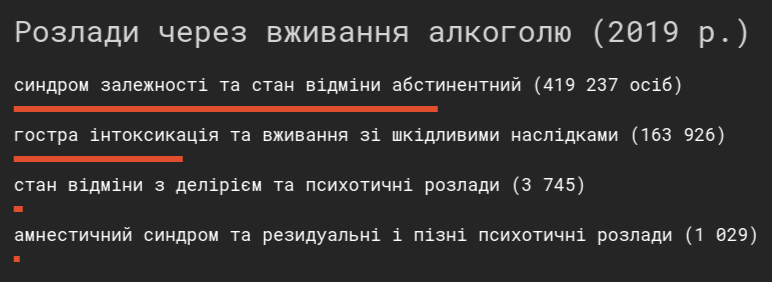 Розлади через вживання алкоголю (2019 р.)
синдром залежності та стан відміни абстинентний (419 237 осіб)
гостра інтоксикація та вживання зі шкідливими наслідками (163 926)
стан відміни з делірієм та психотичні розлади (3 745)
амнестичний синдром та резидуальні і пізні психотичні розлади (1 029)